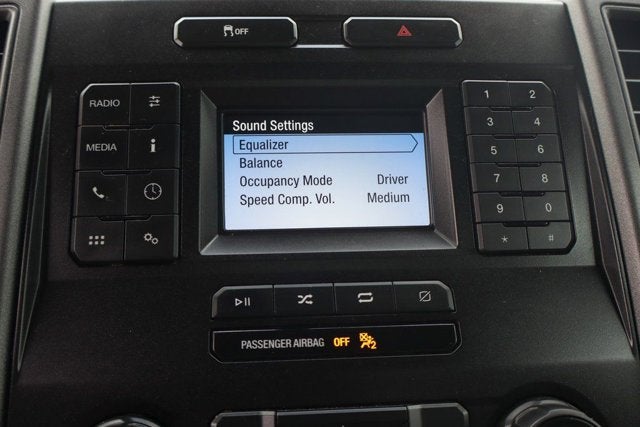 OFF
RADIO
MEDIA
Sound Settings
Equalizer
Balance
Occupancy Mode Driver
Speed Comp. Vol. Medium
1 2
3 4
5 6
7 8
9 0
* #
PASSENGER AIRBAG OFF 2